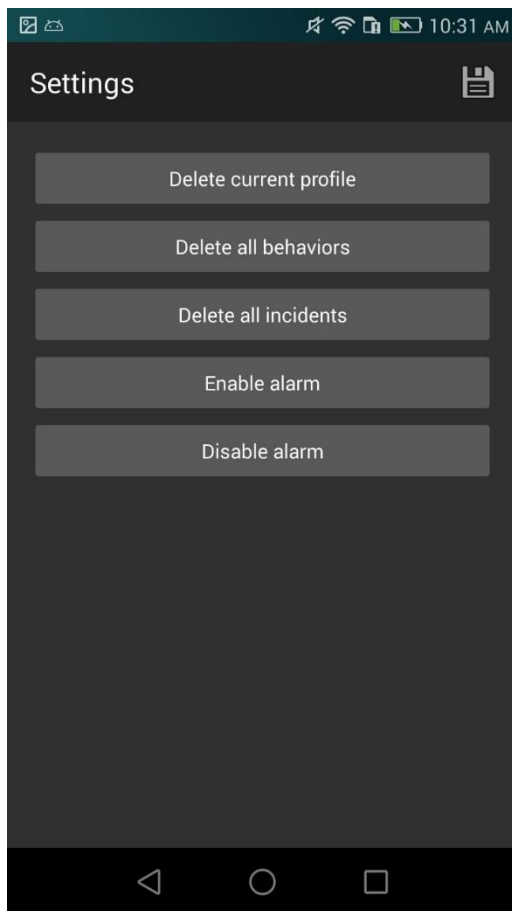 10:31 AM
Settings
Delete current profile
Delete all behaviors
Delete all incidents
Enable alarm
Disable alarm